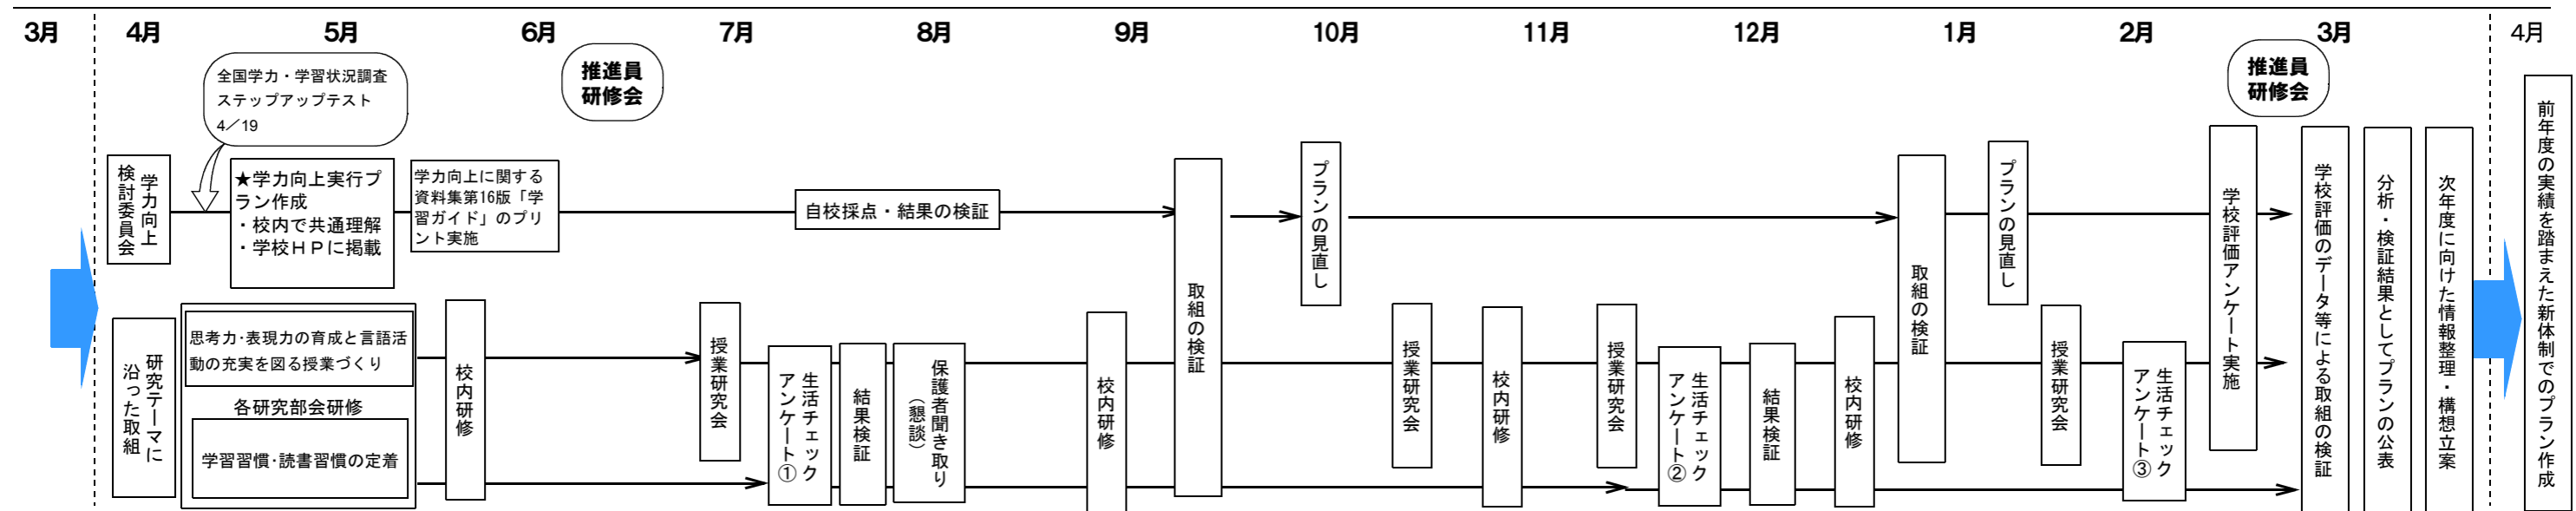 3月
4月
5月
6月
7月
8月
9月
10月
11月
12月
1月
2月
3月
4月
全国学力・学習状況調査
ステップアップテスト
4／19
推進員
研修会
推進員
研修会
学力向上
検討委員会
★学力向上実行プ
ラン作成
・校内で共通理解
・学校ＨＰに掲載
学力向上に関する
資料集第16版「学
習ガイド」のプリ
ント実施
自校採点・結果の検証
取組の検証
プランの見直し
取組の検証
プランの見直し
学校評価アンケート実施
学校評価のデータ等による取組の検証
分析・検証結果としてプランの公表
次年度に向けた情報整理・構想立案
前年度の実績を踏まえた新体制でのプラン作成
研究テーマに
沿った取組
思考力･表現力の育成と言語活
動の充実を図る授業づくり
各研究部会研修
学習習慣･読書習慣の定着
校内研修
授業研究会
生活チェック
アンケート①
結果検証
保護者聞き取り
（懇談）
校内研修
授業研究会
校内研修
授業研究会
生活チェック
アンケート②
結果検証
校内研修
授業研究会
生活チェック
アンケート③